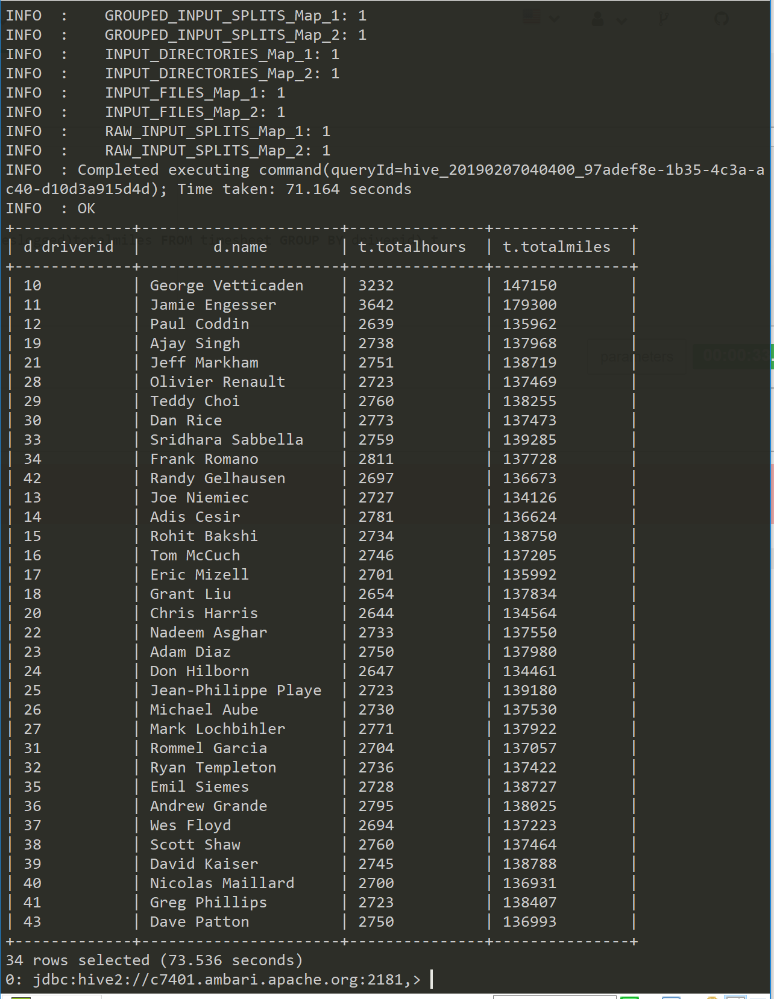 INFO  :    GROUPED_INPUT_SPLITS_Map_1: 1
INFO  :    GROUPED_INPUT_SPLITS_Map_2: 1
INFO  :    INPUT_DIRECTORIES_Map_1: 1
INFO  :    INPUT_DIRECTORIES_Map_2: 1
INFO  :    INPUT_FILES_Map_1: 1
INFO  :    INPUT_FILES_Map_2: 1
INFO  :    RAW_INPUT_SPLITS_Map_1: 1
INFO  :    RAW_INPUT_SPLITS_Map_2: 1
INFO  : Completed executing command(queryId=hive_20190207040400_97adef8e-1b35-4c3a-a
c40-d10d3a915d4d); Time taken: 71.164 seconds
INFO  : OK
+-------------+----------------------+---------------+---------------+
eslogged)totalmiles FROM timesheet GROUP BY driverid) t
| d.driverid  |        d.name        | t.totalhours  | t.totalmiles  |
+-------------+----------------------+---------------+---------------+
| 10          | George Vetticaden    | 3232          | 147150        |
| 11          | Jamie Engesser       | 3642          | 179300        |
| 12          | Paul Coddin          | 2639          | 135962        |
| 19          | Ajay Singh           | 2738          | 137968        |
| 21          | Jeff Markham         | 2751          | 138719        |
parameters 00:00:33
| 28          | Olivier Renault      | 2723          | 137469        |
| 29          | Teddy Choi           | 2760          | 138255        |
| 30          | Dan Rice             | 2773          | 137473        |
| 33          | Sridhara Sabbella    | 2759          | 139285        |
| 34          | Frank Romano         | 2811          | 137728        |
| 42          | Randy Gelhausen      | 2697          | 136673        |
| 13          | Joe Niemiec          | 2727          | 134126        |
| 14          | Adis Cesir           | 2781          | 136624        |
| 15          | Rohit Bakshi         | 2734          | 138750        |
| 16          | Tom McCuch           | 2746          | 137205        |
| 17          | Eric Mizell          | 2701          | 135992        |
| 18          | Grant Liu            | 2654          | 137834        |
| 20          | Chris Harris         | 2644          | 134564        |
| 22          | Nadeem Asghar        | 2733          | 137550        |
| 23          | Adam Diaz            | 2750          | 137980        |
| 24          | Don Hilborn          | 2647          | 134461        |
| 25          | Jean-Philippe Playe  | 2723          | 139180        |
| 26          | Michael Aube         | 2730          | 137530        |
| 27          | Mark Lochbihler      | 2771          | 137922        |
| 31          | Rommel Garcia        | 2704          | 137057        |
| 32          | Ryan Templeton       | 2736          | 137422        |
| 35          | Emil Siemes          | 2728          | 138727        |
| 36          | Andrew Grande        | 2795          | 138025        |
| 37          | Wes Floyd            | 2694          | 137223        |
| 38          | Scott Shaw           | 2760          | 137464        |
| 39          | David Kaiser         | 2745          | 138788        |
| 40          | Nicolas Maillard     | 2700          | 136931        |
| 41          | Greg Phillips        | 2723          | 138407        |
| 43          | Dave Patton          | 2750          | 136993        |
+-------------+----------------------+---------------+---------------+
34 rows selected (73.536 seconds)
0: jdbc:hive2://c7401.ambari.apache.org:2181,>